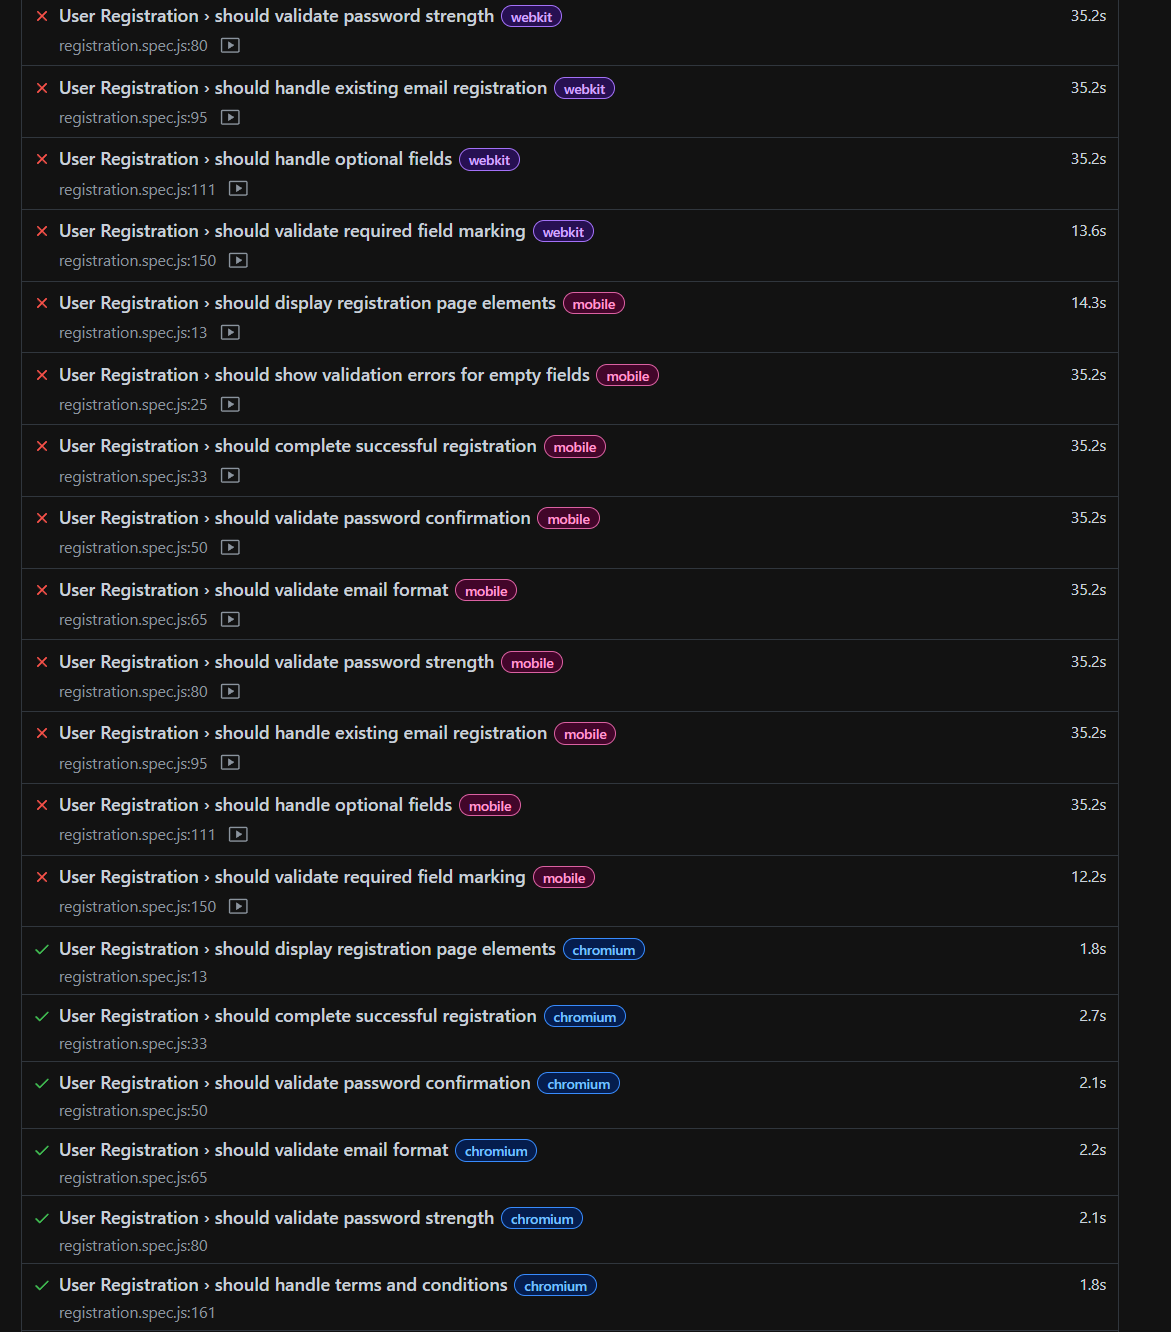 User Registration › should validate password strength webkit 35.2s
registration.spec.js:80
User Registration › should handle existing email registration webkit 35.2s
registration.spec.js:95
User Registration › should handle optional fields webkit 35.2s
registration.spec.js:111
User Registration › should validate required field marking webkit 13.6s
registration.spec.js:150
User Registration › should display registration page elements mobile 14.3s
registration.spec.js:13
User Registration › should show validation errors for empty fields mobile 35.2s
registration.spec.js:25
User Registration › should complete successful registration mobile 35.2s
registration.spec.js:33
User Registration › should validate password confirmation mobile 35.2s
registration.spec.js:50
User Registration › should validate email format mobile 35.2s
registration.spec.js:65
User Registration › should validate password strength mobile 35.2s
registration.spec.js:80
User Registration › should handle existing email registration mobile 35.2s
registration.spec.js:95
User Registration › should handle optional fields mobile 35.2s
registration.spec.js:111
User Registration › should validate required field marking mobile 12.2s
registration.spec.js:150
User Registration › should display registration page elements chromium 1.8s
registration.spec.js:13
User Registration › should complete successful registration chromium 2.7s
registration.spec.js:33
User Registration › should validate password confirmation chromium 2.1s
registration.spec.js:50
User Registration › should validate email format chromium 2.2s
registration.spec.js:65
User Registration › should validate password strength chromium 2.1s
registration.spec.js:80
User Registration › should handle terms and conditions chromium 1.8s
registration.spec.js:161